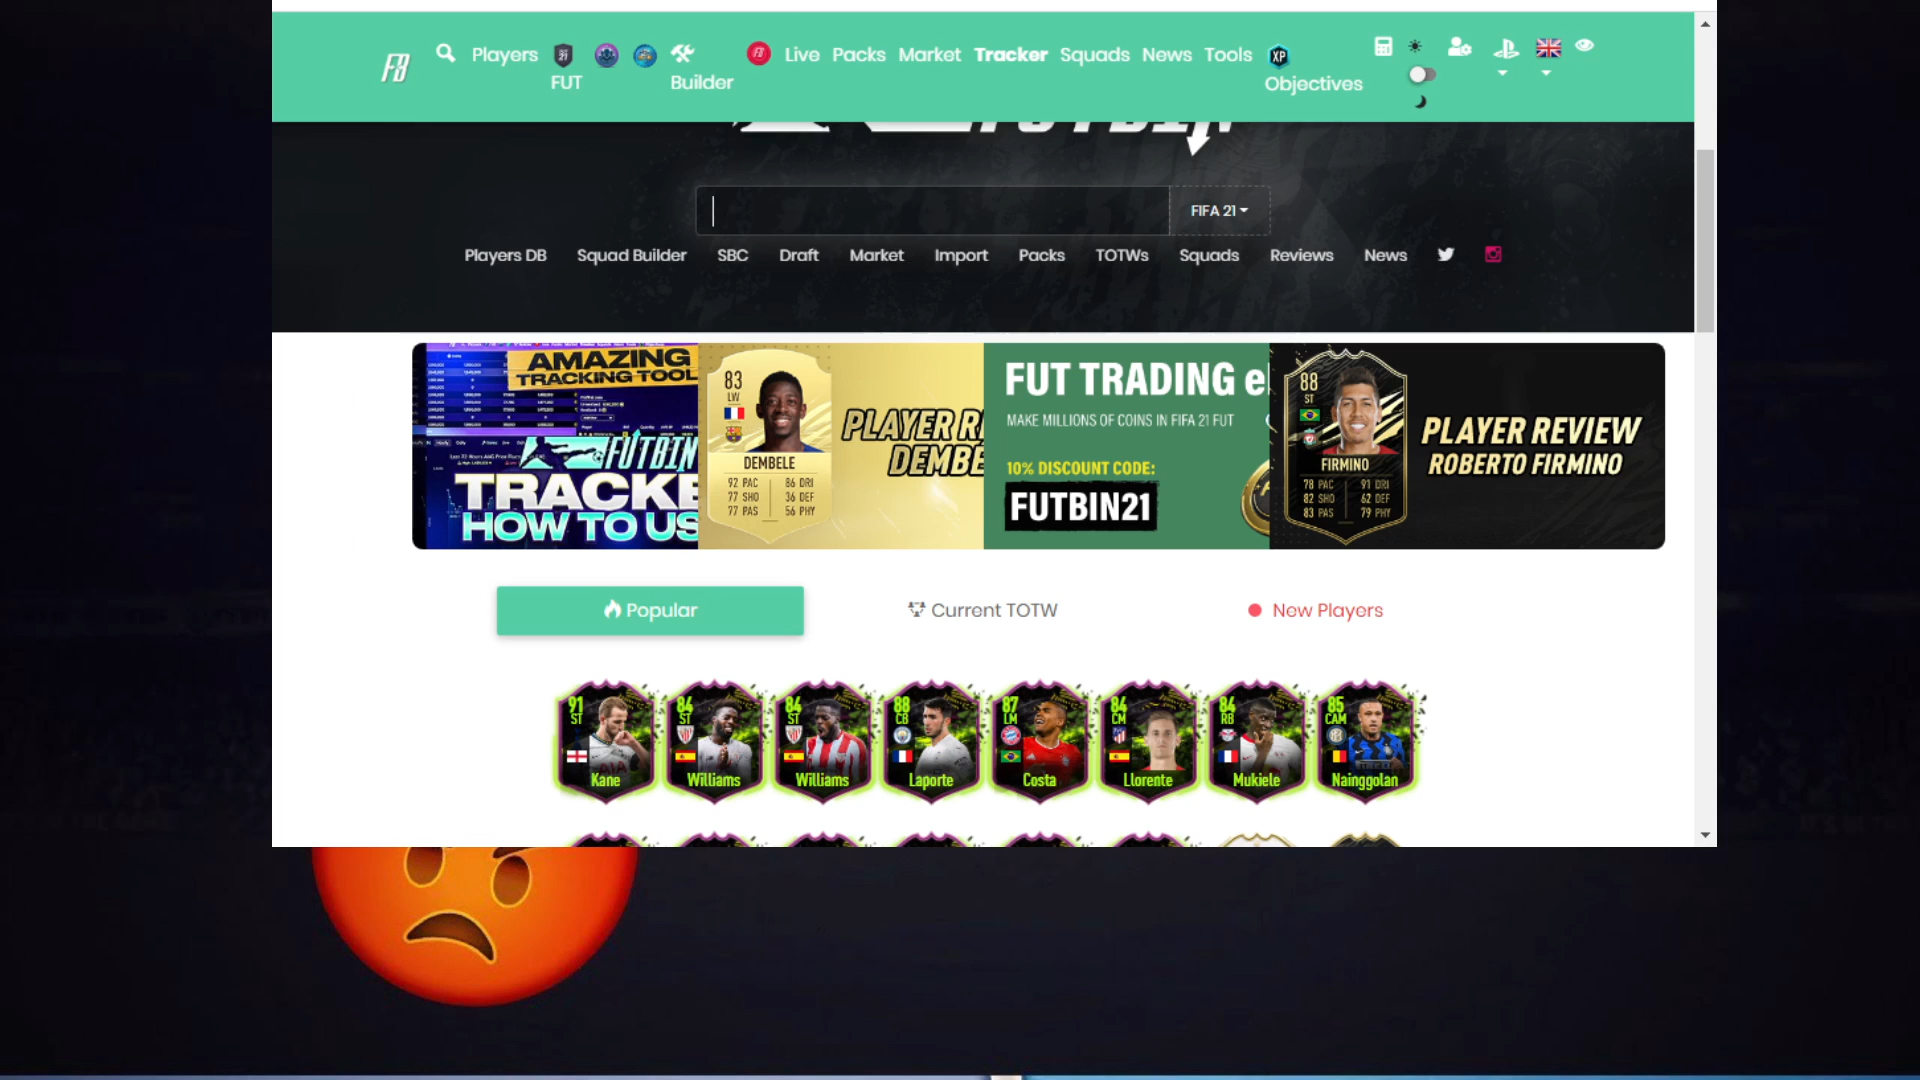 Players
FUT
Builder
Live
Packs
Market
Tracker
Squads
News
Tools
XP
Objectives
FUTBIN
FIFA 21
Players DB
Squad Builder
SBC
Draft
Market
Import
Packs
TOTWs
Squads
Reviews
News
AMAZING
TRACKING TOOL
FUTBIN
TRACKE
HOW TO US
83
LW
DEMBELE
92 PAC 86 DRI
77 SHO 36 DEF
77 PAS 56 PHY
PLAYER R
DEMBE
FUT TRADING e
MAKE MILLIONS OF COINS IN FIFA 21 FUT
10% DISCOUNT CODE:
FUTBIN21
88
ST
FIRMINO
78 PAC 91 DRI
82 SHO 62 DEF
83 PAS 79 PHY
PLAYER REVIEW
ROBERTO FIRMINO
Popular
Current TOTW
New Players
91
ST
Kane
84
ST
Williams
84
ST
Williams
88
CB
Laporte
87
LM
Costa
84
CM
Llorente
84
RB
Mukiele
85
CAM
Nainggolan